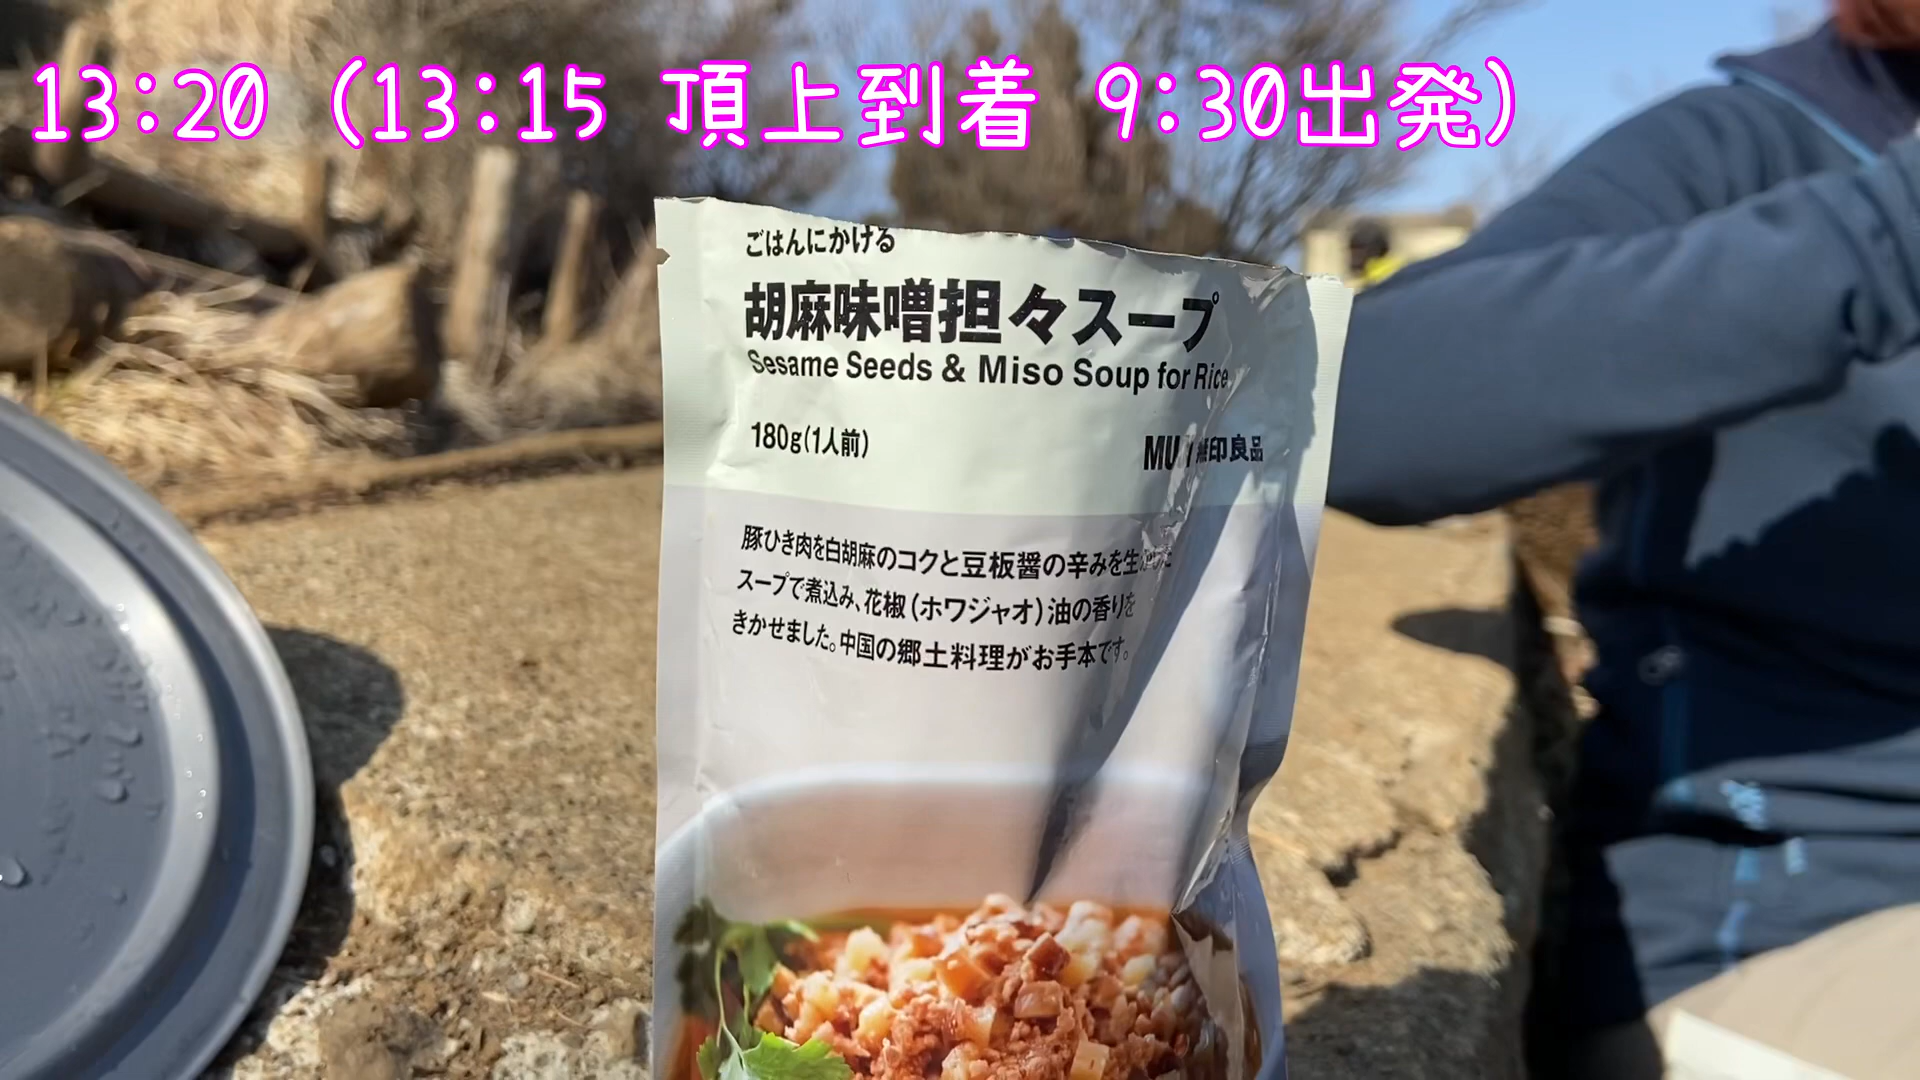 13:20 (13:15 頂上到着 9:30出発)
ごはんにかける
胡麻味噌担々スープ
Sesame Seeds & Miso Soup for Rice
180g(1人前)
無印良品
豚ひき肉を白胡麻のコクと豆板醤の辛みを生かした
スープで煮込み、花椒(ホワジャオ)油の香りを
きかせました。中国の郷土料理がお手本です。